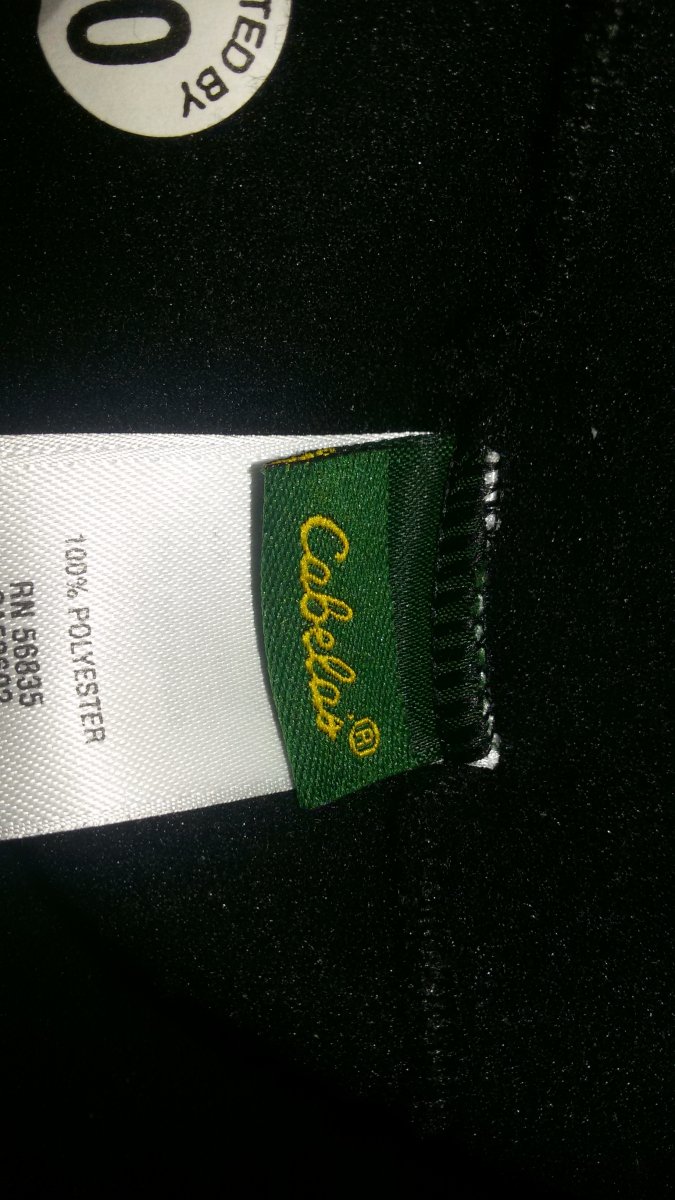 TED BY
0
Cabela's®
100% POLYESTER
RN 56835